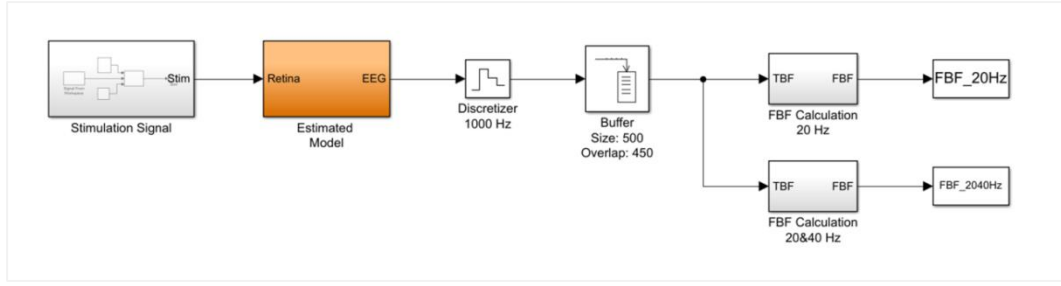 Stim
Stimulation Signal
Retina
EEG
Estimated
Model
Discretizer
1000 Hz
Buffer
Size: 500
Overlap: 450
TBF
FBF
FBF Calculation
20 Hz
FBF_20Hz
TBF
FBF
FBF Calculation
20&40 Hz
FBF_2040Hz